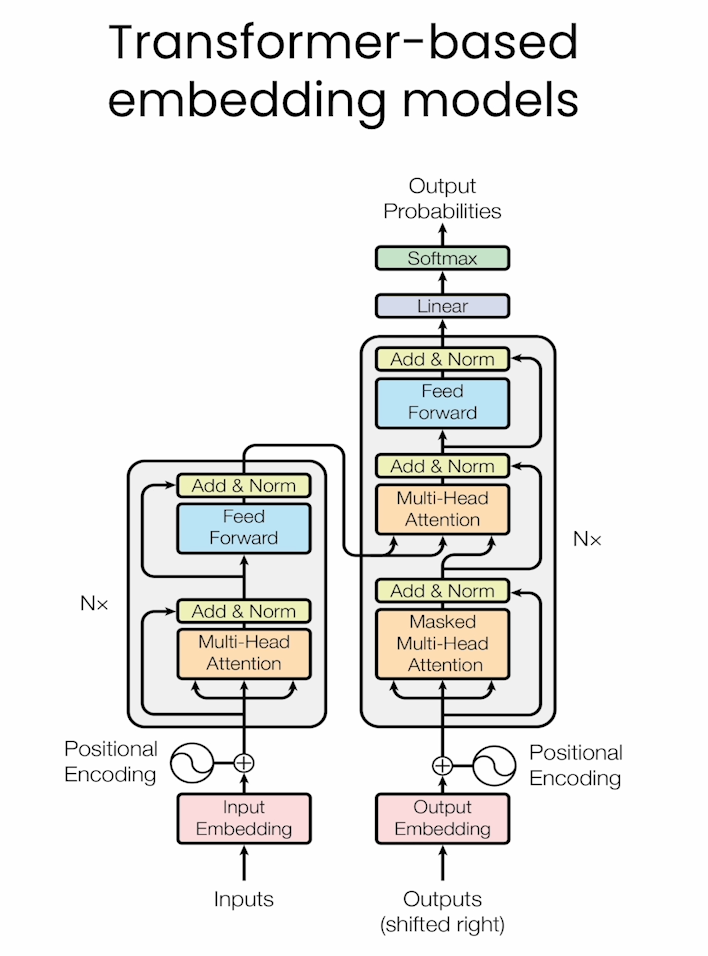 Transformer-based
embedding models
Output
Probabilities
Softmax
Linear
Add & Norm
Feed
Forward
Add & Norm
Multi-Head
Attention
Nx
Add & Norm
Masked
Multi-Head
Attention
Add & Norm
Feed
Forward
Nx
Add & Norm
Multi-Head
Attention
Positional
Encoding
Positional
Encoding
Input
Embedding
Output
Embedding
Inputs
Outputs
(shifted right)